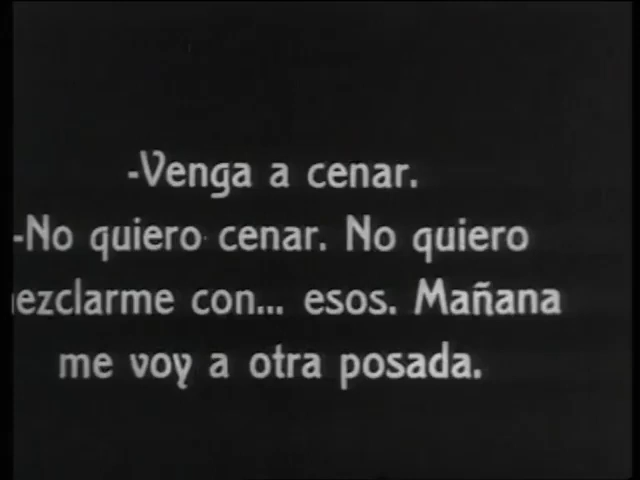 -Venga a cenar.
-No quiero cenar. No quiero
ezclarme con... esos. Mañana
me voy a otra posada.